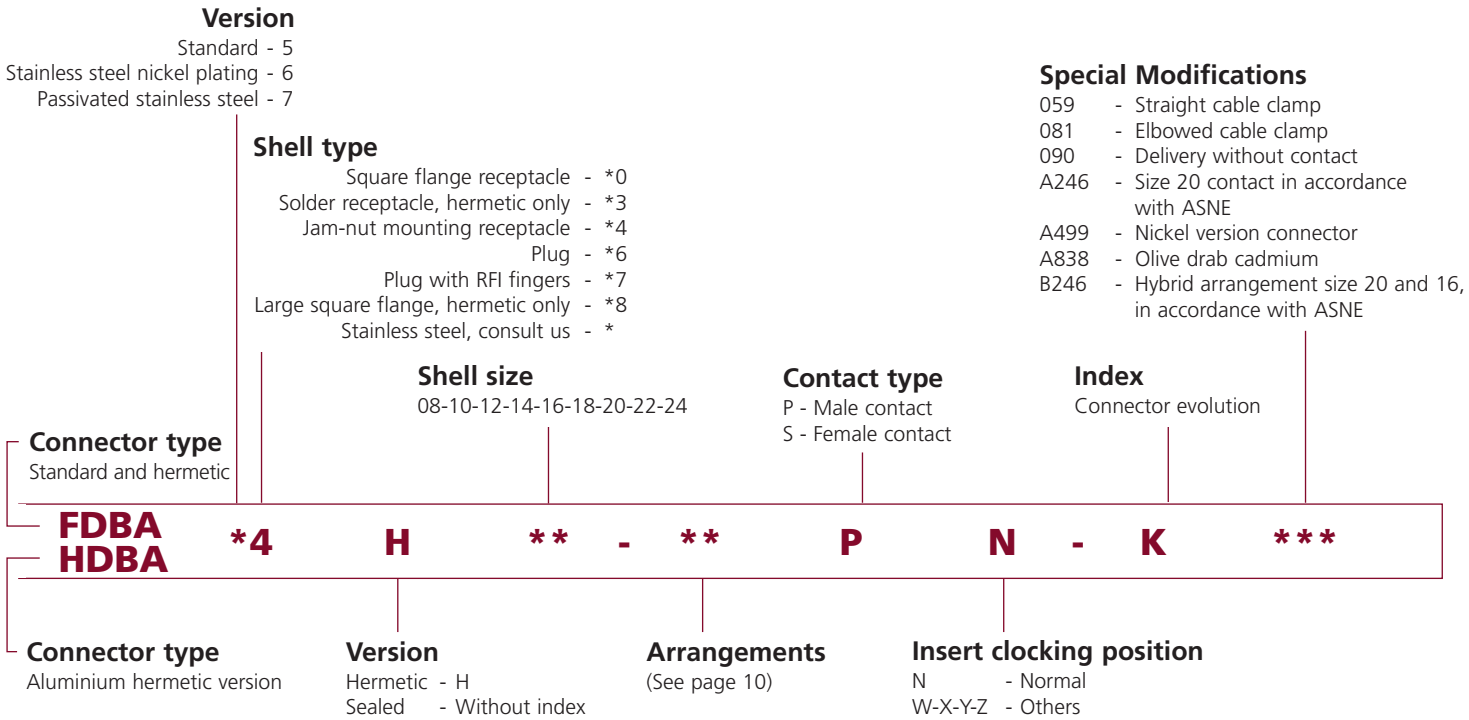 Version
Standard - 5
Stainless steel nickel plating - 6
Passivated stainless steel - 7
Shell type
Square flange receptacle - *0
Solder receptacle, hermetic only - *3
Jam-nut mounting receptacle - *4
Plug - *6
Plug with RFI fingers - *7
Large square flange, hermetic only - *8
Stainless steel, consult us - *
Special Modifications
059 - Straight cable clamp
081 - Elbowed cable clamp
090 - Delivery without contact
A246 - Size 20 contact in accordance
with ASNE
A499 - Nickel version connector
A838 - Olive drab cadmium
B246 - Hybrid arrangement size 20 and 16,
in accordance with ASNE
Shell size
08-10-12-14-16-18-20-22-24
Contact type
P - Male contact
S - Female contact
Index
Connector evolution
Connector type
Standard and hermetic
FDBA
HDBA
*4 H ** - ** P N - K ***
Connector type
Aluminium hermetic version
Version
Hermetic - H
Sealed - Without index
Arrangements
(See page 10)
Insert clocking position
N - Normal
W-X-Y-Z - Others